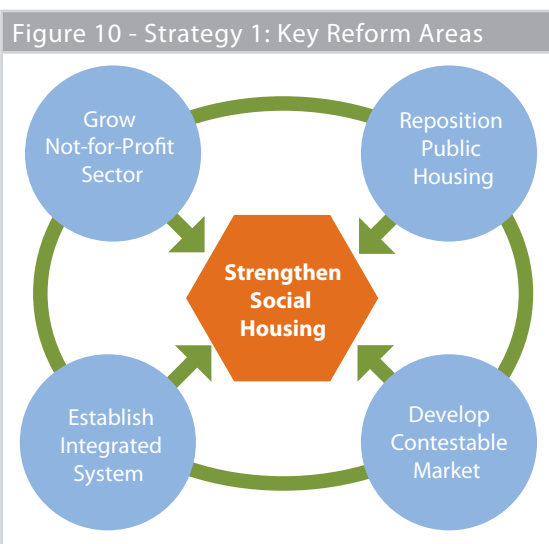 Figure 10 - Strategy 1: Key Reform Areas
Grow
Not-for-Profit
Sector
Reposition
Public
Housing
Strengthen
Social
Housing
Establish
Integrated
System
Develop
Contestable
Market